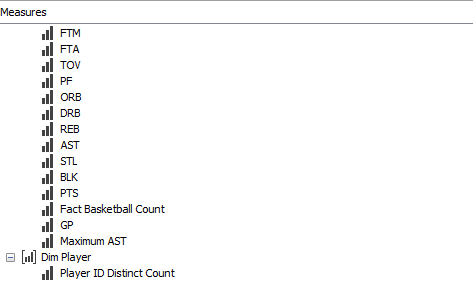 Measures
FTM
FTA
TOV
PF
ORB
DRB
REB
AST
STL
BLK
PTS
Fact Basketball Count
GP
Maximum AST
Dim Player
Player ID Distinct Count